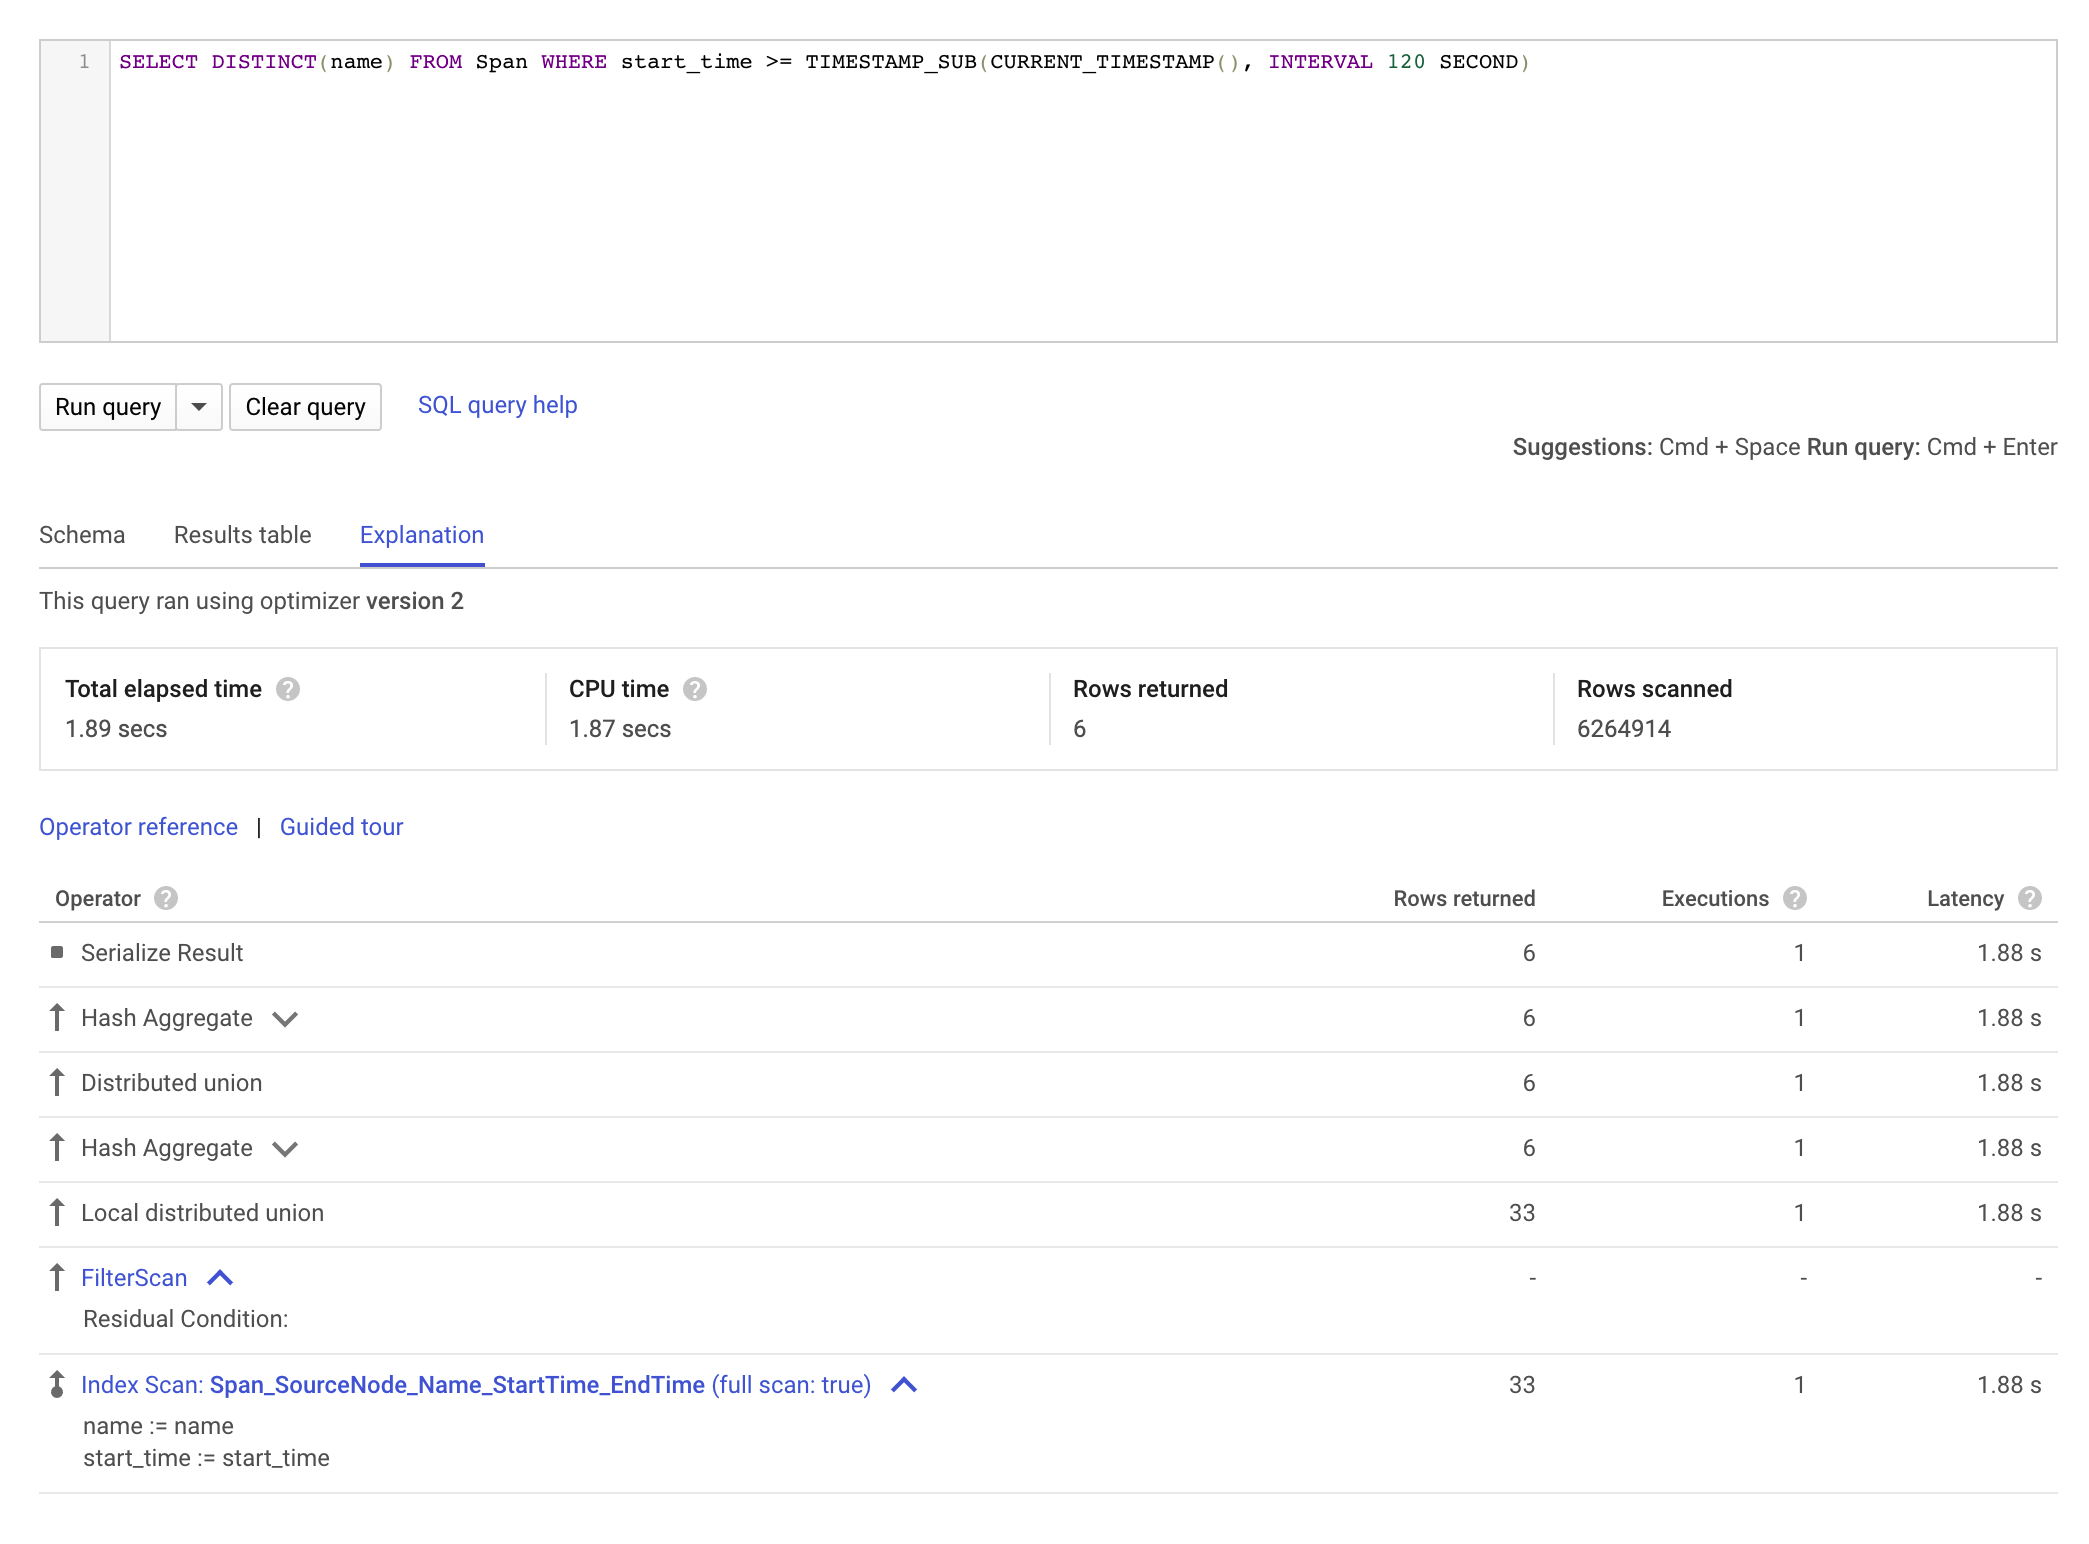 1 SELECT DISTINCT(name) FROM Span WHERE start_time >= TIMESTAMP_SUB(CURRENT_TIMESTAMP(), INTERVAL 120 SECOND)
Run query Clear query SQL query help
Suggestions: Cmd + Space Run query: Cmd + Enter
Schema Results table Explanation
This query ran using optimizer version 2
Total elapsed time ? CPU time ? Rows returned Rows scanned
1.89 secs 1.87 secs 6 6264914
Operator reference | Guided tour
Operator ? Rows returned Executions ? Latency ?
Serialize Result 6 1 1.88 s
Hash Aggregate 6 1 1.88 s
Distributed union 6 1 1.88 s
Hash Aggregate 6 1 1.88 s
Local distributed union 33 1 1.88 s
FilterScan - - -
Residual Condition:
Index Scan: Span_SourceNode_Name_StartTime_EndTime (full scan: true) 33 1 1.88 s
name := name
start_time := start_time